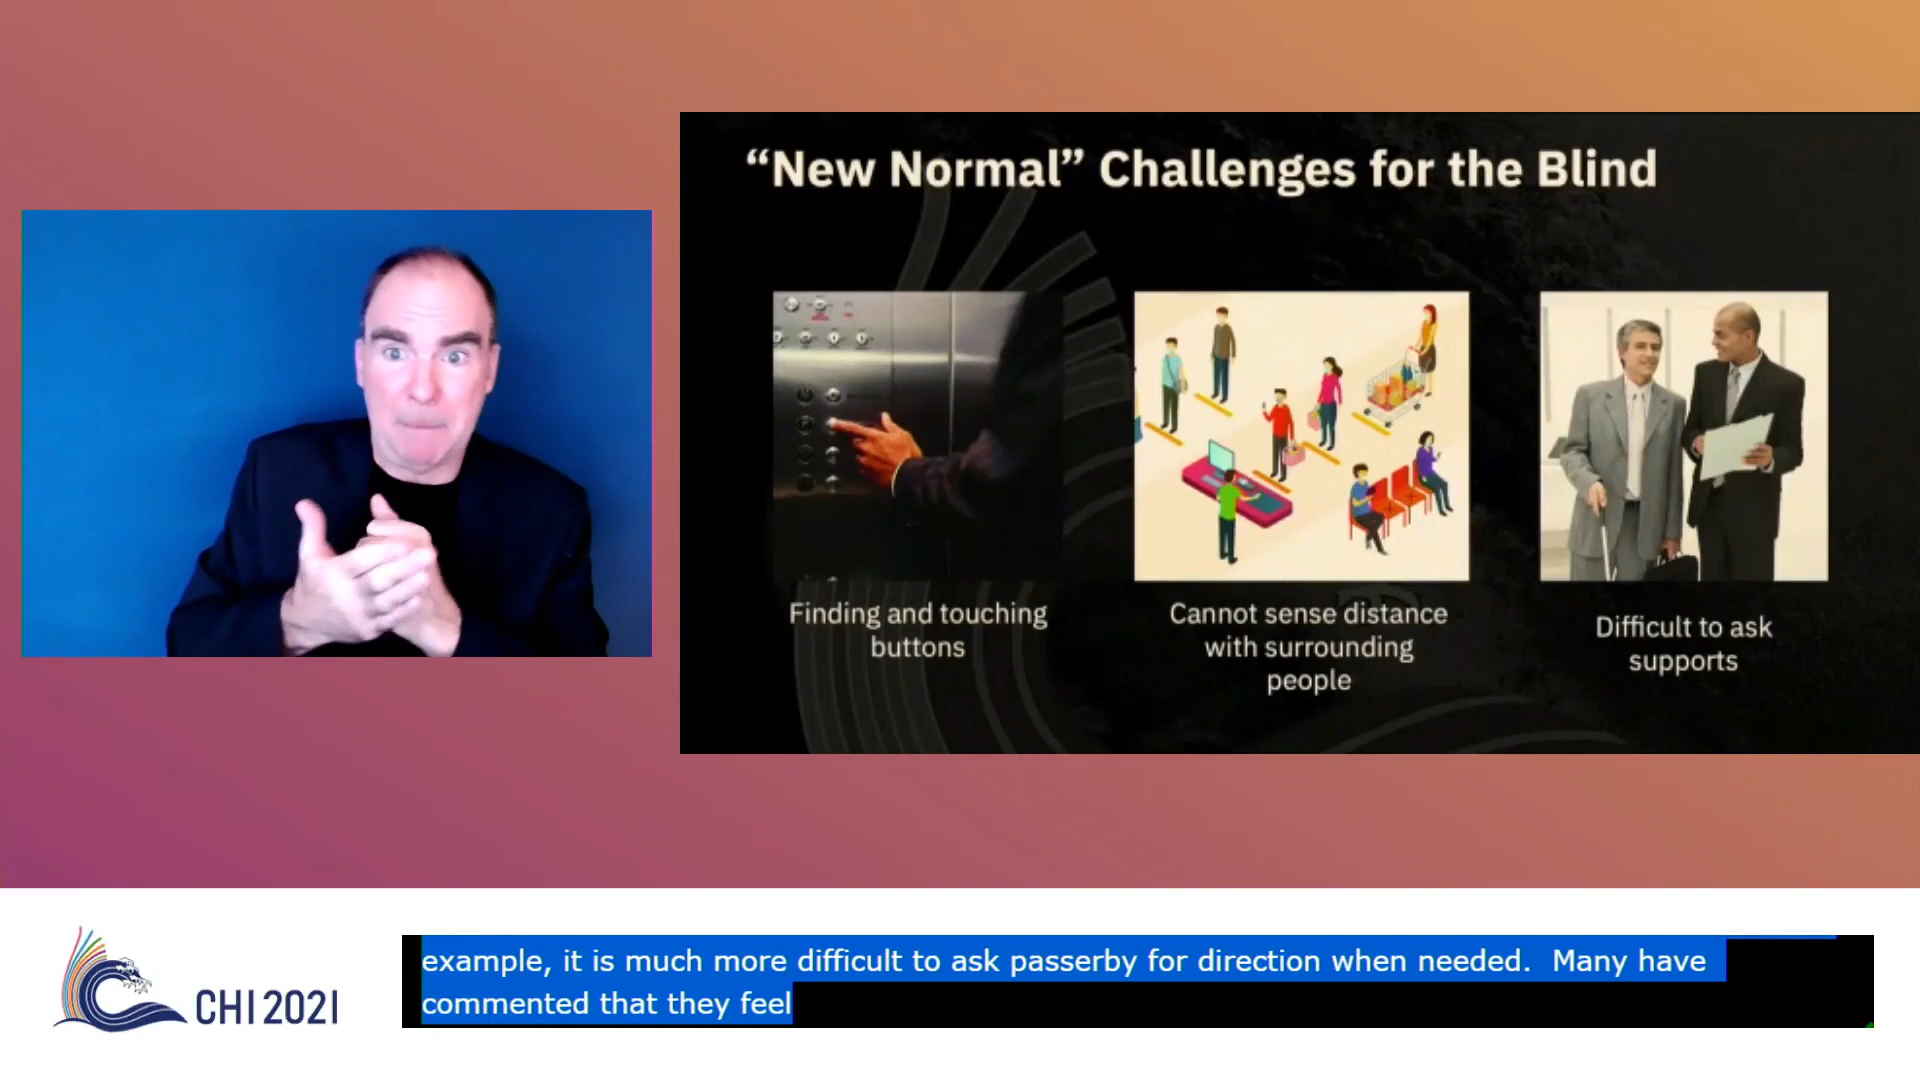 “New Normal” Challenges for the Blind
Finding and touching
buttons
Cannot sense distance
with surrounding
people
Difficult to ask
supports
CHI 2021
example, it is much more difficult to ask passerby for direction when needed.  Many have
commented that they feel